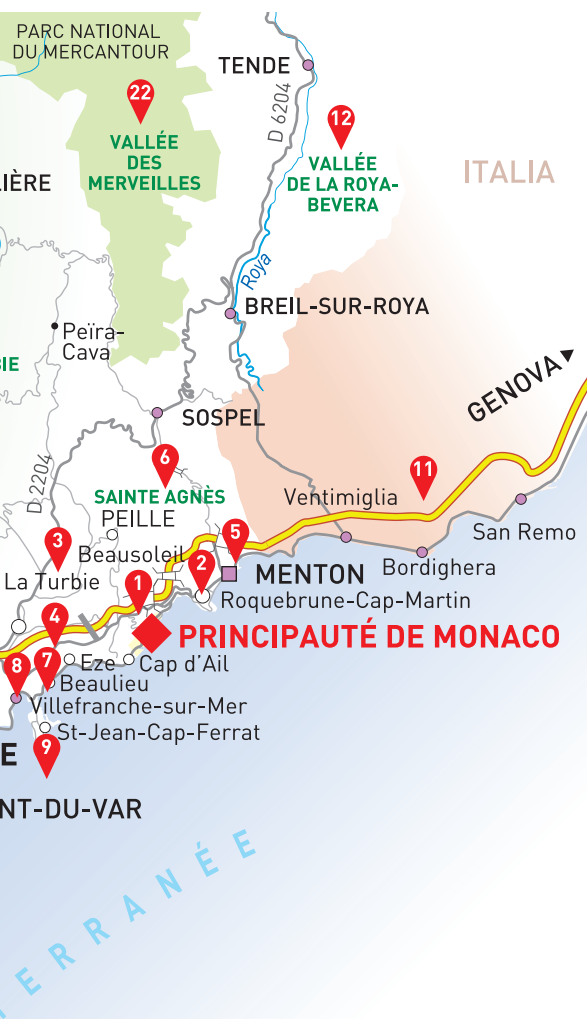 PARC NATIONAL
DU MERCANTOUR
TENDE
D 6204
22
12
VALLÉE
DES
MERVEILLES
VALLÉE
DE LA ROYA-
BEVERA
ITALIA
IÈRE
Roya
BREIL-SUR-ROYA
Peïra-
Cava
IE
GENOVA
SOSPEL
D 2204
6
11
SAINTE AGNÈS
Ventimiglia
PEILLE
San Remo
3
Beausoleil
5
Bordighera
La Turbie
1
2
MENTON
Roquebrune-Cap-Martin
4
PRINCIPAUTÉ DE MONACO
8
7
Eze
Cap d'Ail
Beaulieu
Villefranche-sur-Mer
St-Jean-Cap-Ferrat
E
9
NT-DU-VAR
ERRANÉE